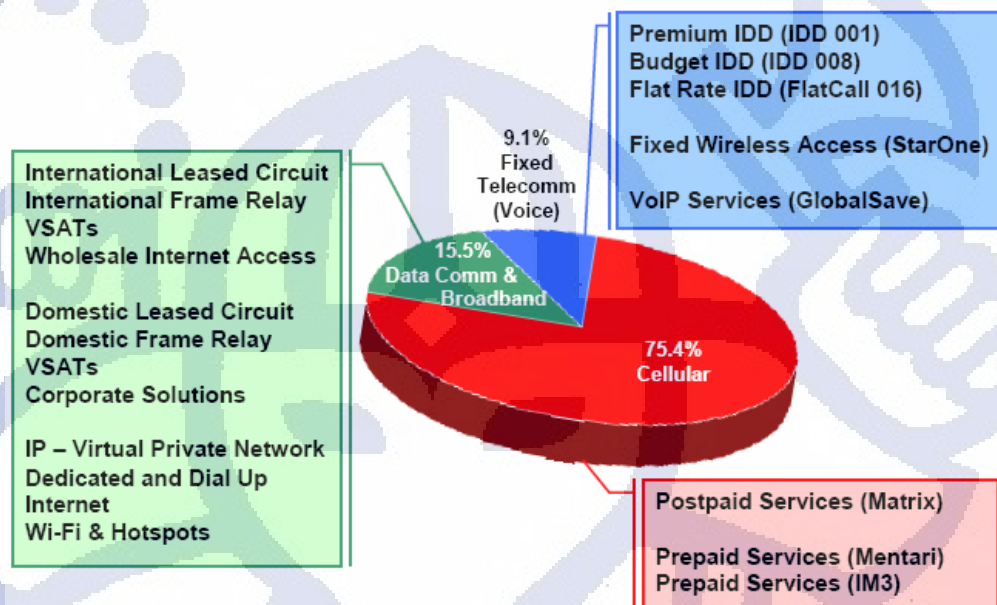 Premium IDD (IDD 001)
Budget IDD (IDD 008)
Flat Rate IDD (FlatCall 016)
Fixed Wireless Access (StarOne)
VoIP Services (GlobalSave)
9.1%
Fixed
Telecomm
(Voice)
International Leased Circuit
International Frame Relay
VSATs
Wholesale Internet Access
Domestic Leased Circuit
Domestic Frame Relay
VSATs
Corporate Solutions
IP – Virtual Private Network
Dedicated and Dial Up
Internet
Wi-Fi & Hotspots
15.5%
Data Comm &
Broadband
75.4%
Cellular
Postpaid Services (Matrix)
Prepaid Services (Mentari)
Prepaid Services (IM3)